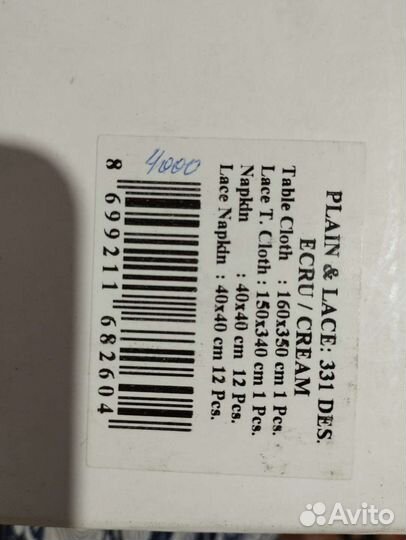 PLAIN & LACE: 331 DES.
ECRU / CREAM
Table Cloth : 160x350 cm 1 Pcs.
Lace T. Cloth : 150x340 cm 1 Pcs.
Napkin : 40x40 cm 12 Pcs.
Lace Napkin : 40x40 cm 12 Pcs.
4000
8 699211 682604
Avito